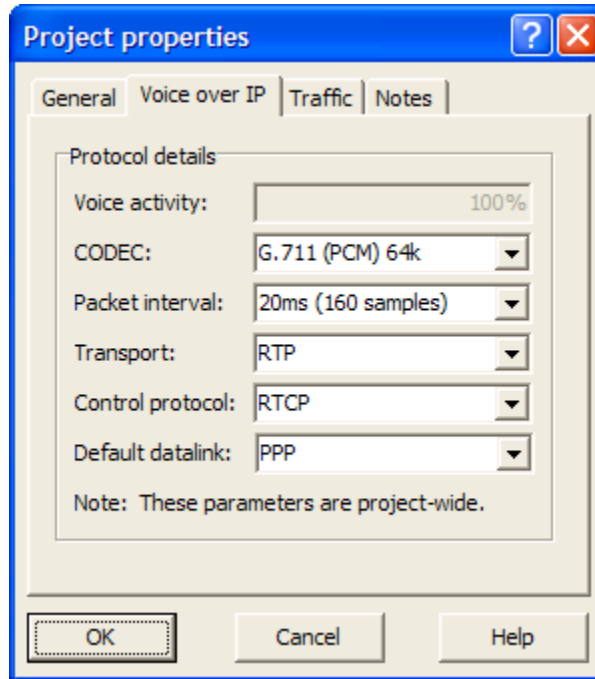 Project properties
General Voice over IP Traffic Notes
Protocol details
Voice activity: 100%
CODEC: G.711 (PCM) 64k
Packet interval: 20ms (160 samples)
Transport: RTP
Control protocol: RTCP
Default datalink: PPP
Note: These parameters are project-wide.
OK Cancel Help